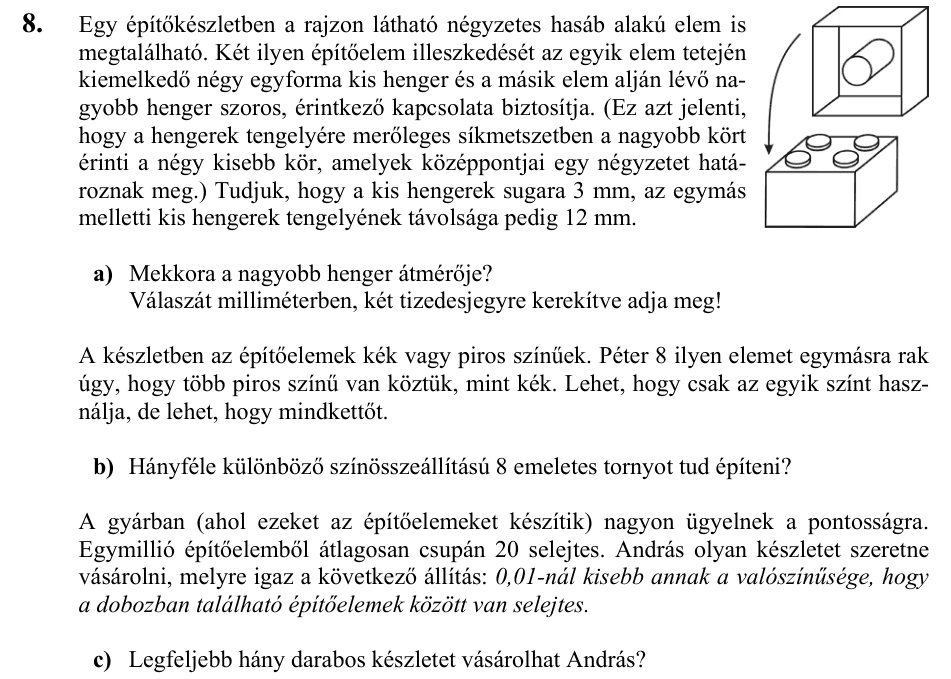 8. Egy építőkészletben a rajzon látható négyzetes hasáb alakú elem is
megtalálható. Két ilyen építőelem illeszkedését az egyik elem tetején
kiemelkedő négy egyforma kis henger és a másik elem alján lévő na-
gyobb henger szoros, érintkező kapcsolata biztosítja. (Ez azt jelenti,
hogy a hengerek tengelyére merőleges síkmetszetben a nagyobb kört
érinti a négy kisebb kör, amelyek középpontjai egy négyzetet hatá-
roznak meg.) Tudjuk, hogy a kis hengerek sugara 3 mm, az egymás
melletti kis hengerek tengelyének távolsága pedig 12 mm.
a) Mekkora a nagyobb henger átmérője?
Válaszát milliméterben, két tizedesjegyre kerekítve adja meg!
A készletben az építőelemek kék vagy piros színűek. Péter 8 ilyen elemet egymásra rak
úgy, hogy több piros színű van köztük, mint kék. Lehet, hogy csak az egyik színt hasz-
nálja, de lehet, hogy mindkettőt.
b) Hányféle különböző színösszeállítású 8 emeletes tornyot tud építeni?
A gyárban (ahol ezeket az építőelemeket készítik) nagyon ügyelnek a pontosságra.
Egymillió építőelemből átlagosan csupán 20 selejtes. András olyan készletet szeretne
vásárolni, melyre igaz a következő állítás: 0,01-nál kisebb annak a valószínűsége, hogy
a dobozban található építőelemek között van selejtes.
c) Legfeljebb hány darabos készletet vásárolhat András?